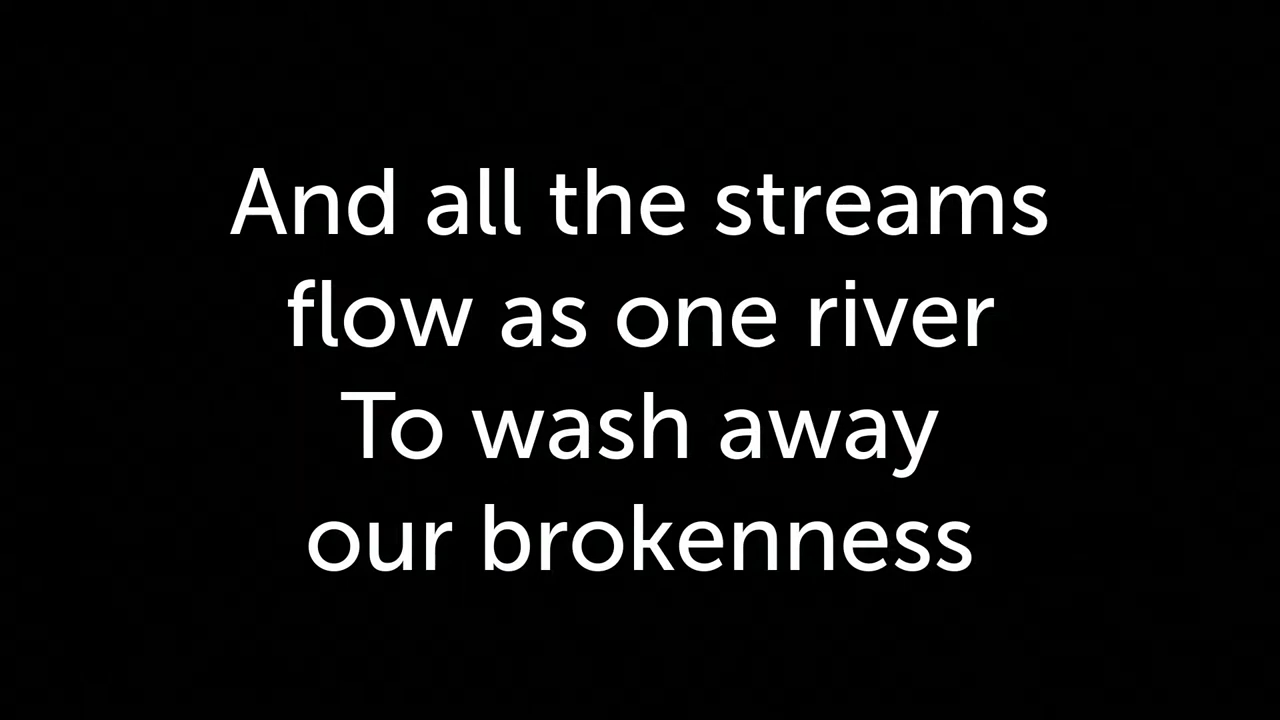 And all the streams
flow as one river
To wash away
our brokenness